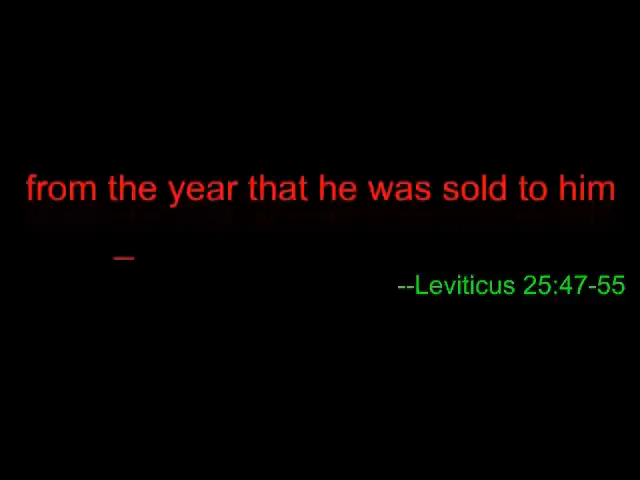 from the year that he was sold to him
--Leviticus 25:47-55